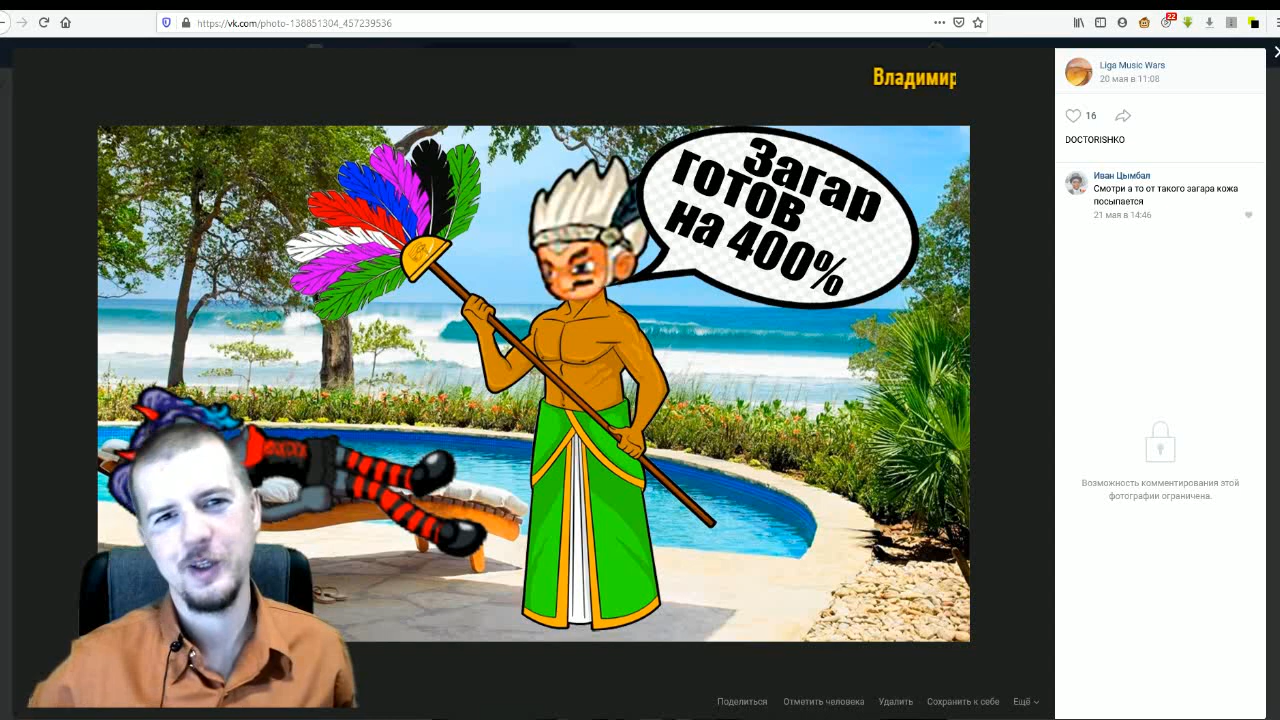 https://vk.com/photo-138851304_457239536
22
Владимир
Загар
ГОТОВ
на 400%
Liga Music Wars
20 мая в 11:08
16
DOCTORISHKO
Иван Цымбал
Смотри а то от такого загара кожа
посыпается
21 мая в 14:46
Возможность комментирования этой
фотографии ограничена.
Поделиться Отметить человека Удалить Сохранить к себе Ещё